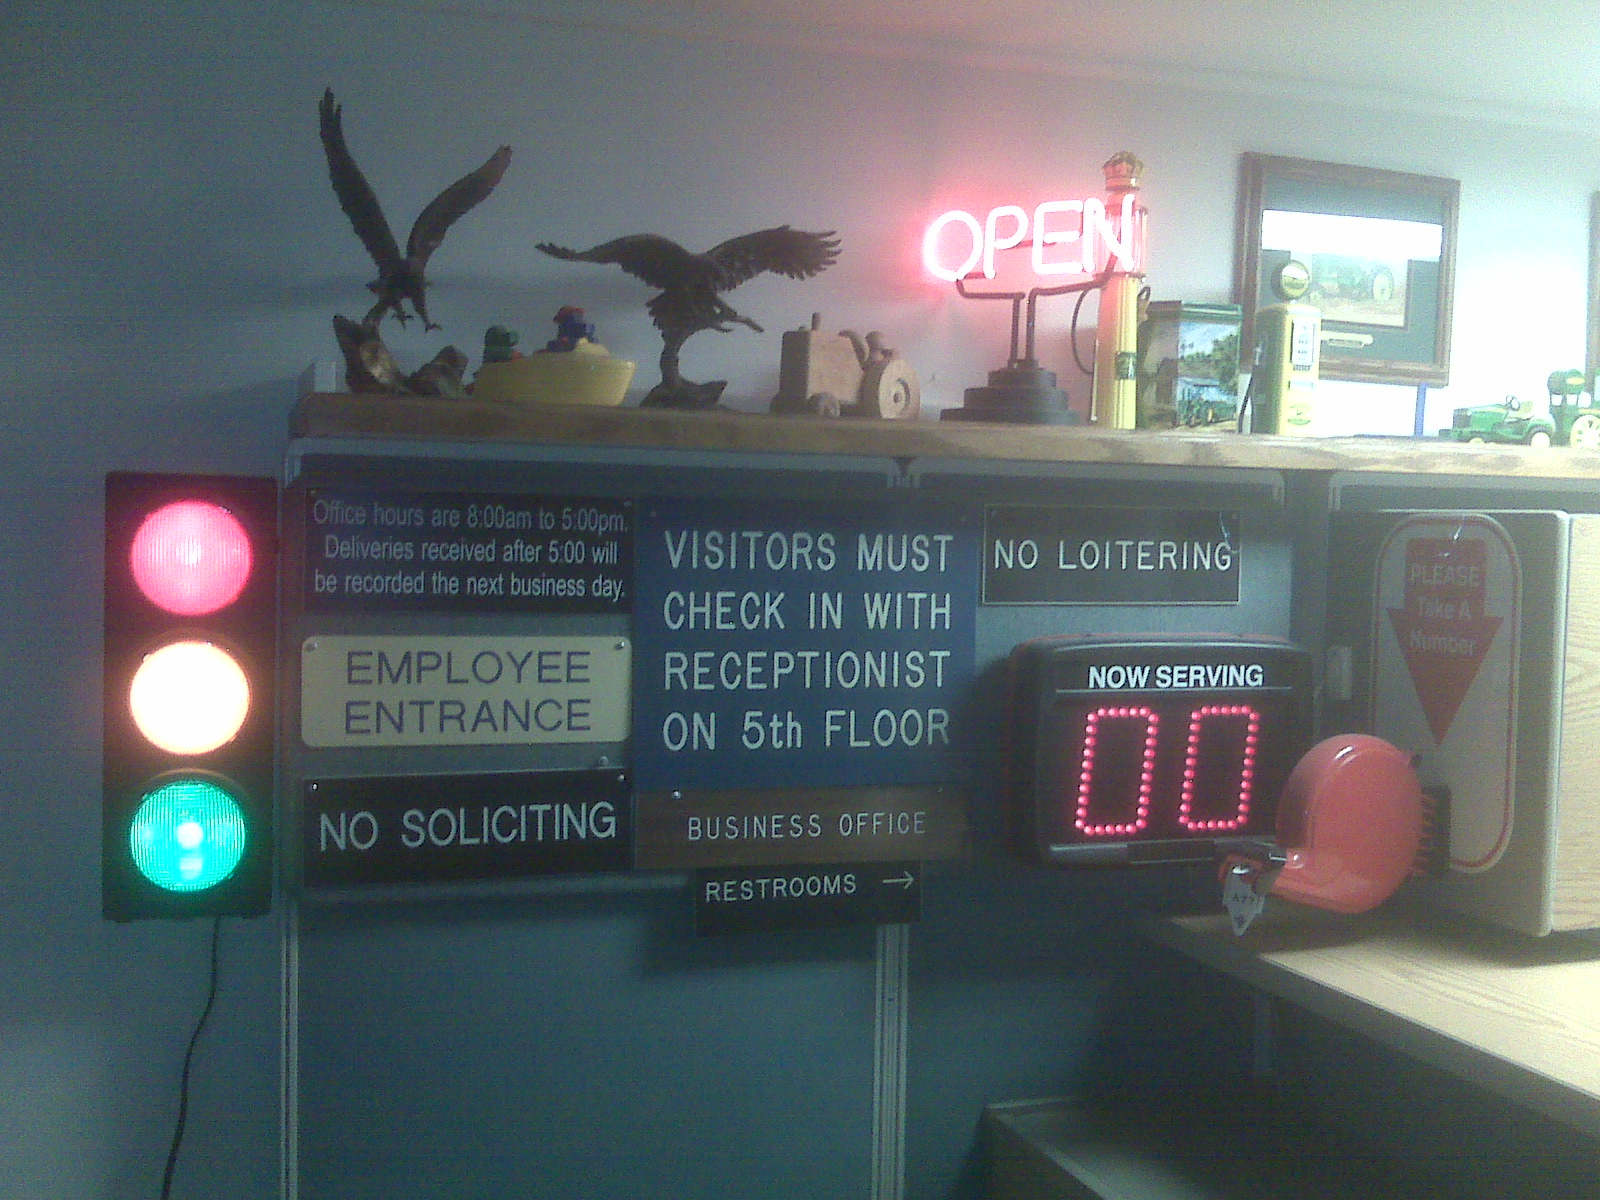 OPEN
Office hours are 8:00am to 5:00pm.
Deliveries received after 5:00 will
be recorded the next business day.
EMPLOYEE
ENTRANCE
NO SOLICITING
VISITORS MUST
CHECK IN WITH
RECEPTIONIST
ON 5th FLOOR
BUSINESS OFFICE
RESTROOMS →
NO LOITERING
NOW SERVING
00
PLEASE
Take A
Number